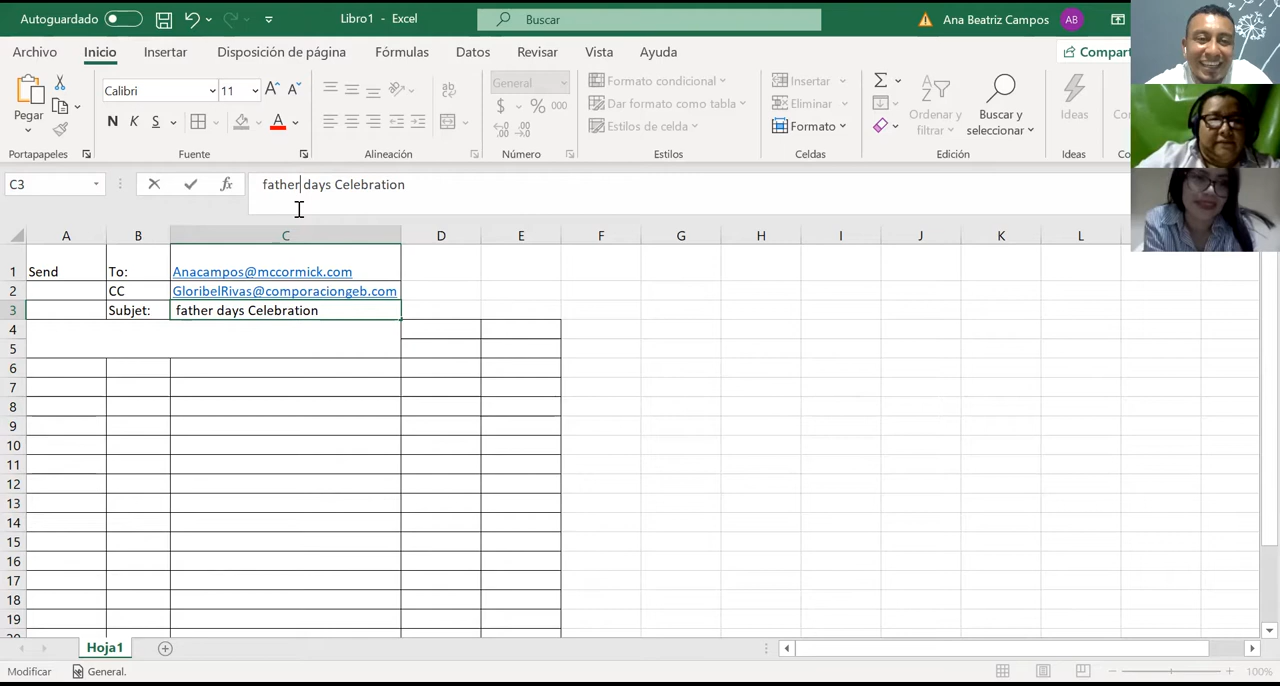 Autoguardado
Libro1 - Excel
Buscar
Ana Beatriz Campos
AB
Archivo
Inicio
Insertar
Disposición de página
Fórmulas
Datos
Revisar
Vista
Ayuda
Pegar
Calibri
11
N K S
General
$ % 000
Formato condicional
Dar formato como tabla
Estilos de celda
Insertar
Eliminar
Formato
Ordenar y filtrar
Buscar y seleccionar
Ideas
Portapapeles
Fuente
Alineación
Número
Estilos
Celdas
Edición
Ideas
C3
fx
father days Celebration
A B C D E F G H I J K L
1 Send To: Anacampos@mccormick.com
2 CC GloribelRivas@comporaciongeb.com
3 Subjet: father days Celebration
4
5
6
7
8
9
10
11
12
13
14
15
16
17
18
19
Hoja1
Modificar
General.
100%